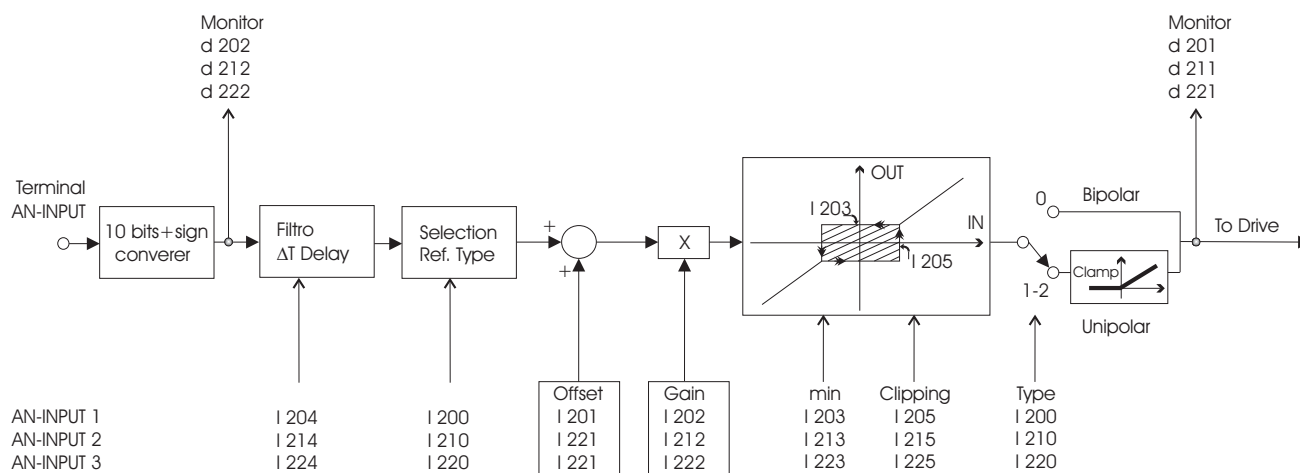 Monitor
d 202
d 212
d 222
Monitor
d 201
d 211
d 221
Terminal
AN-INPUT
10 bits+sign
converer
Filtro
ΔT Delay
Selection
Ref. Type
+
+
X
OUT
IN
I 203
I 205
0
Bipolar
1-2
Clamp
Unipolar
To Drive
Offset
Gain
min
Clipping
Type
AN-INPUT 1
I 204
I 200
I 201
I 202
I 203
I 205
I 200
AN-INPUT 2
I 214
I 210
I 221
I 212
I 213
I 215
I 210
AN-INPUT 3
I 224
I 220
I 221
I 222
I 223
I 225
I 220